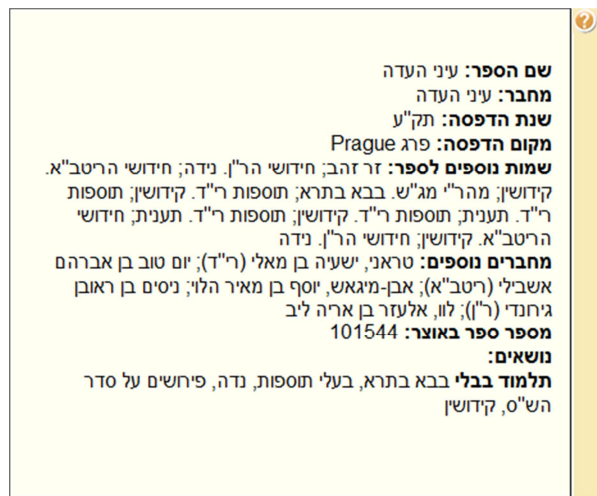 שם הספר: עיני העדה
מחבר: עיני העדה
שנת הדפסה: תק"ע
מקום הדפסה: פרג Prague
שמות נוספים לספר: זר זהב; חידושי הר"ן. נידה; חידושי הריטב"א.
קידושין; מהר"י מג"ש. בבא בתרא; תוספות רי"ד. קידושין; תוספות
רי"ד. תענית; תוספות רי"ד. קידושין; תוספות רי"ד. תענית; חידושי
הריטב"א. קידושין; חידושי הר"ן. נידה
מחברים נוספים: טראני, ישעיה בן מאלי (רי"ד); יום טוב בן אברהם
אשבילי (ריטב"א); אבן-מיגאש, יוסף בן מאיר הלוי; ניסים בן ראובן
גירונדי (ר"ן); לוו, אלעזר בן אריה ליב
מספר ספר באוצר: 101544
נושאים:
תלמוד בבלי בבא בתרא, בעלי תוספות, נדה, פירושים על סדר
הש"ס, קידושין
?